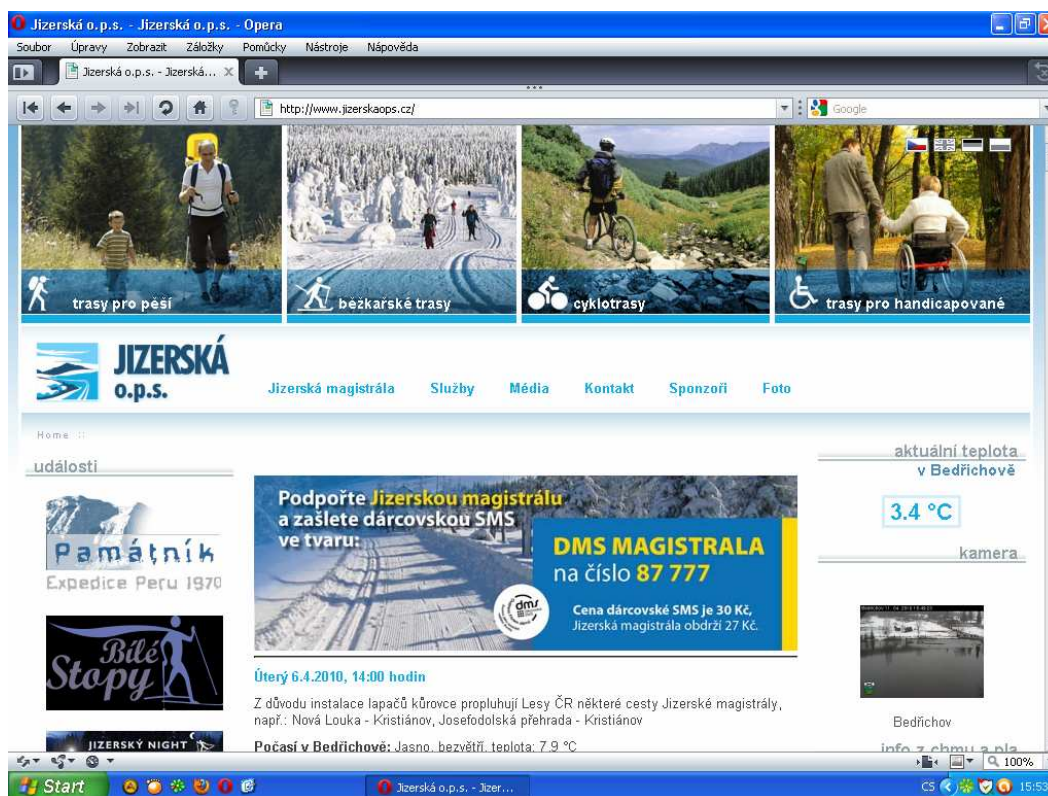 Jizerská o.p.s. - Jizerská o.p.s. - Opera
Soubor Úpravy Zobrazit Záložky Pomůcky Nástroje Nápověda
Jizerská o.p.s. - Jizerská...
http://www.jizerskaops.cz/
Google
trasy pro pěší
běžkařské trasy
cyklotrasy
trasy pro handicapované
JIZERSKÁ
o.p.s.
Jizerská magistrála Služby Média Kontakt Sponzoři Foto
Home ::
události
Památník
Expedice Peru 1970
Bílé
Stopy
JIZERSKÝ NIGHT
Podpořte Jizerskou magistrálu
a zašlete dárcovskou SMS
ve tvaru:
DMS MAGISTRALA
na číslo 87 777
dms
Cena dárcovské SMS je 30 Kč,
Jizerská magistrála obdrží 27 Kč.
Úterý 6.4.2010, 14:00 hodin
Z důvodu instalace lapačů kůrovce propluhují Lesy ČR některé cesty Jizerské magistrály,
např.: Nová Louka - Kristiánov, Josefodolská přehrada - Kristiánov
Počasí v Bedřichově: Jasno, bezvětří, teplota: 7,9 °C
aktuální teplota
v Bedřichově
3.4 °C
kamera
Bedřichov
info z chmu a pla
100%
Start
Jizerská o.p.s. - Jizer...
CS
15:53